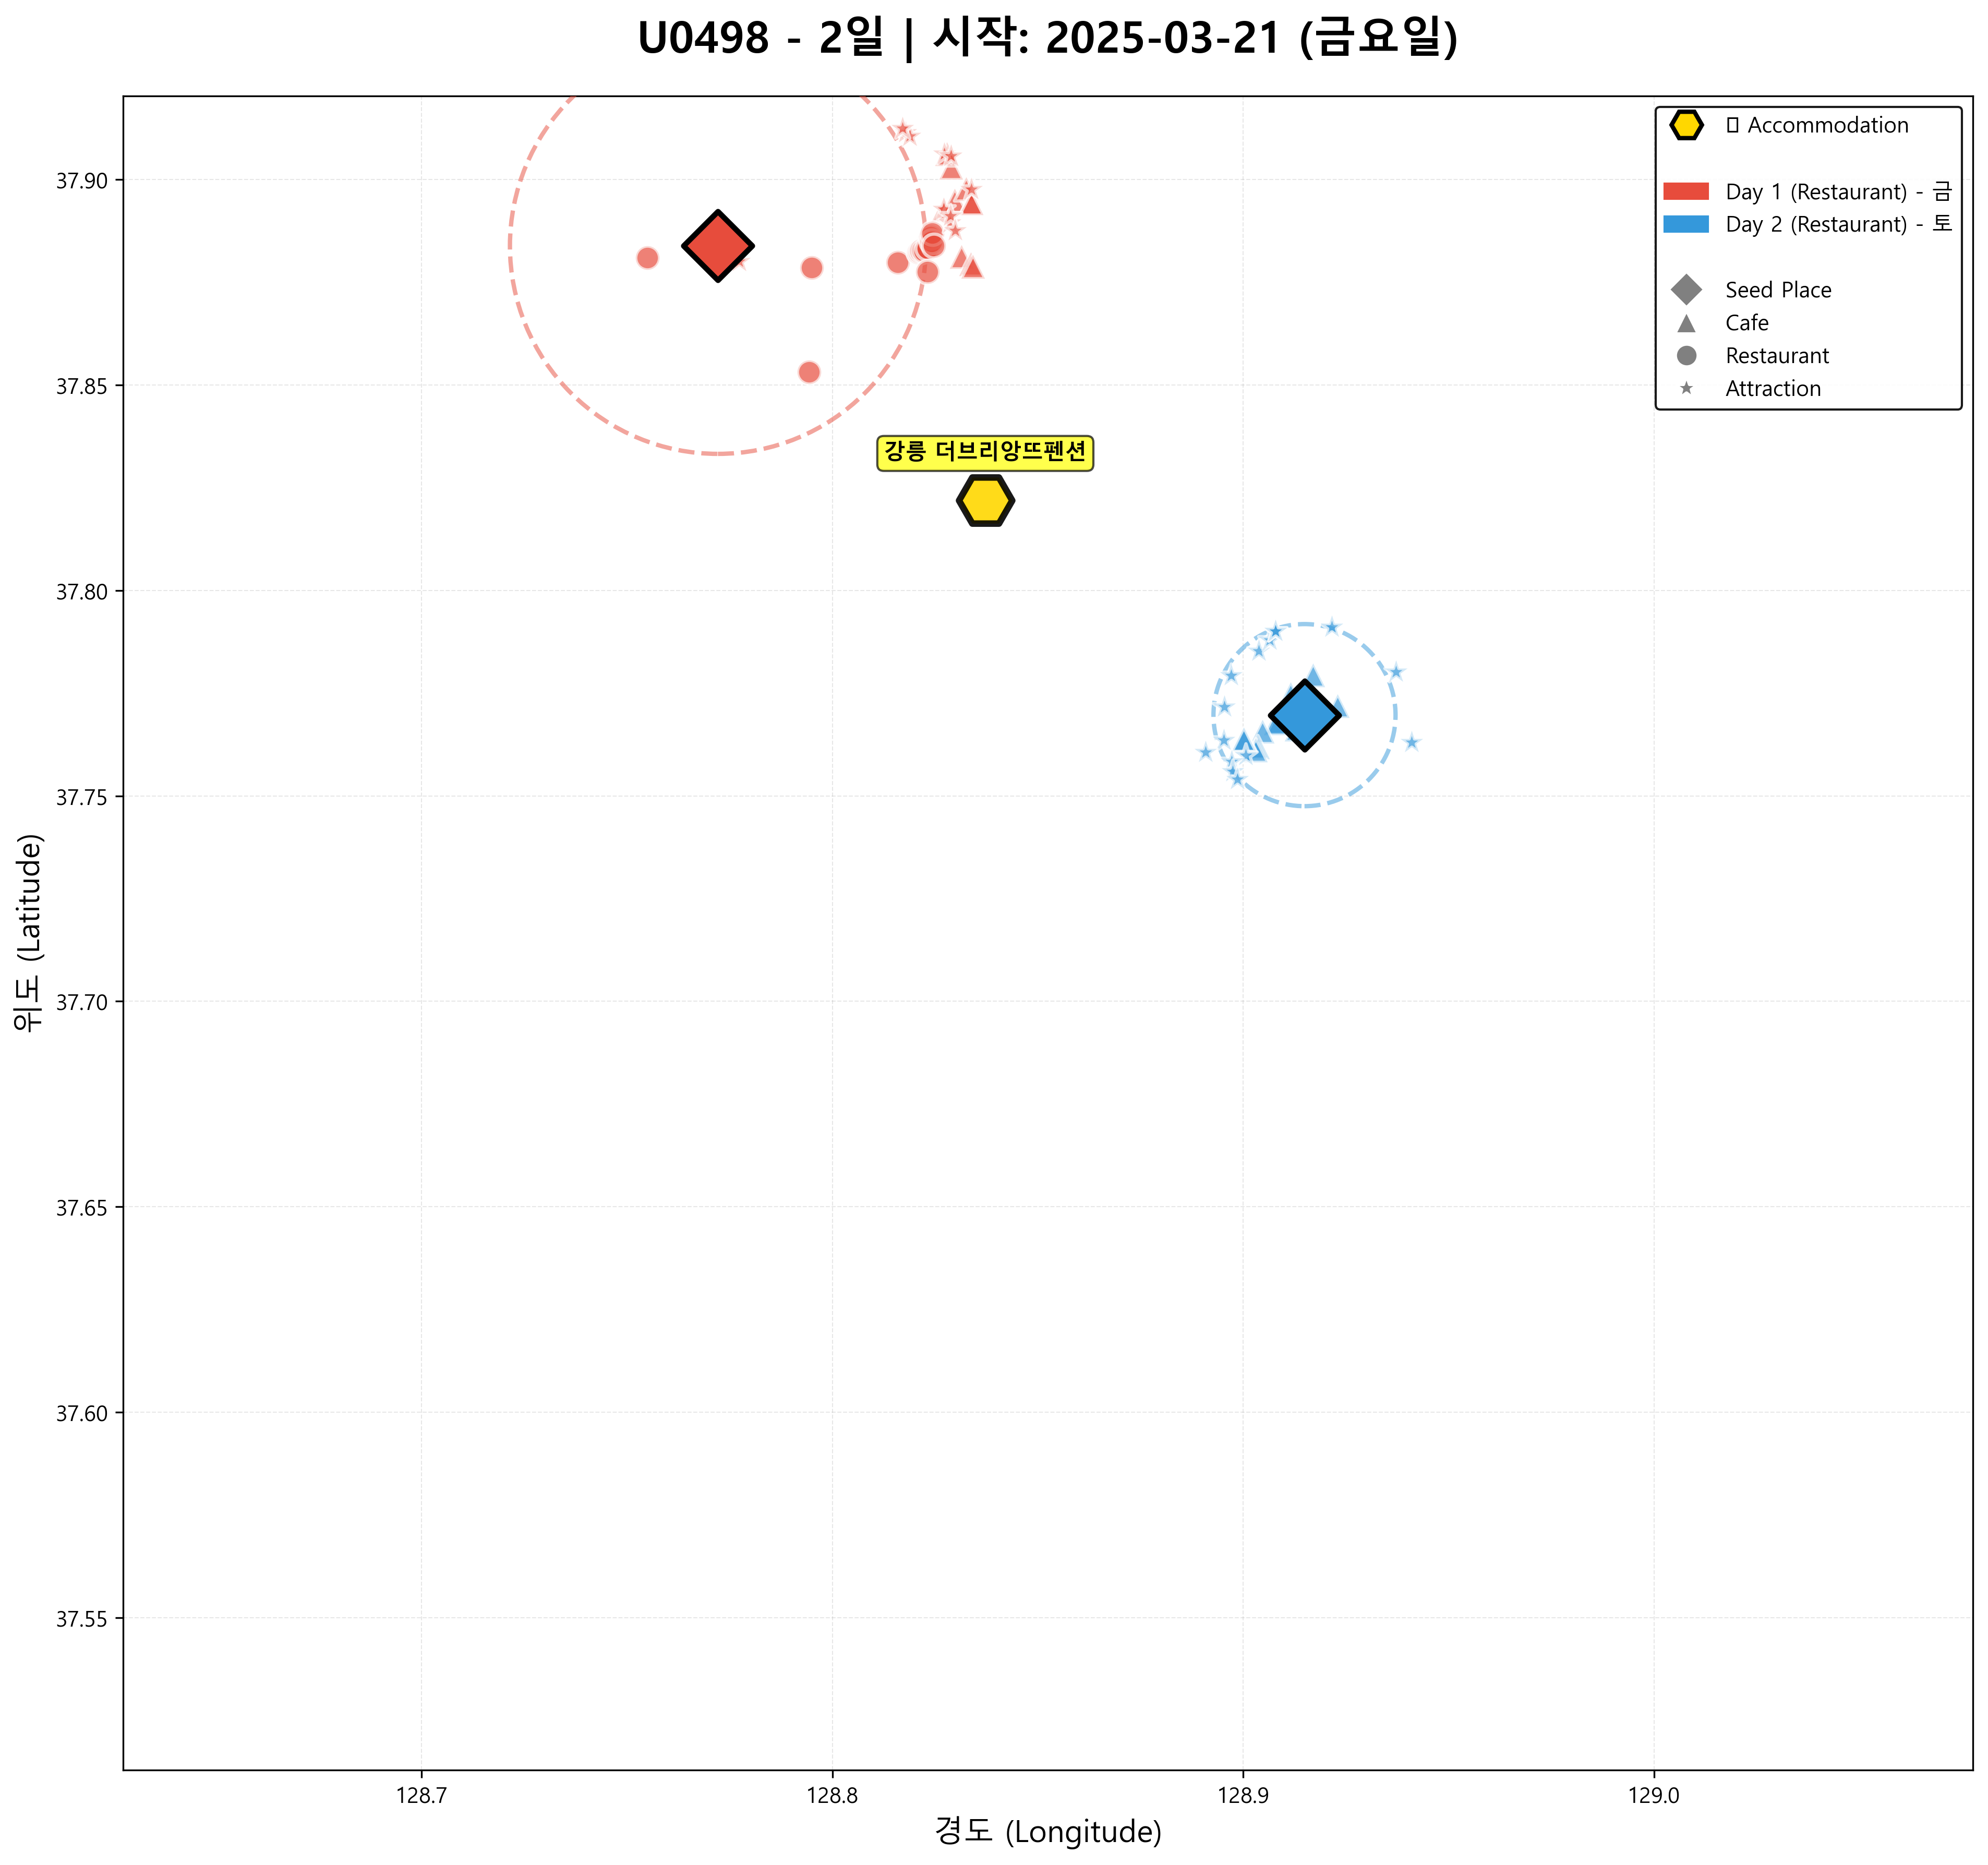 U0498 - 2일 | 시작: 2025-03-21 (금요일)
Accommodation
Day 1 (Restaurant) - 금
Day 2 (Restaurant) - 토
Seed Place
Cafe
Restaurant
Attraction
강릉 더브리앙뜨펜션
37.90
37.85
37.80
37.75
37.70
37.65
37.60
37.55
위도 (Latitude)
128.7
128.8
128.9
129.0
경도 (Longitude)